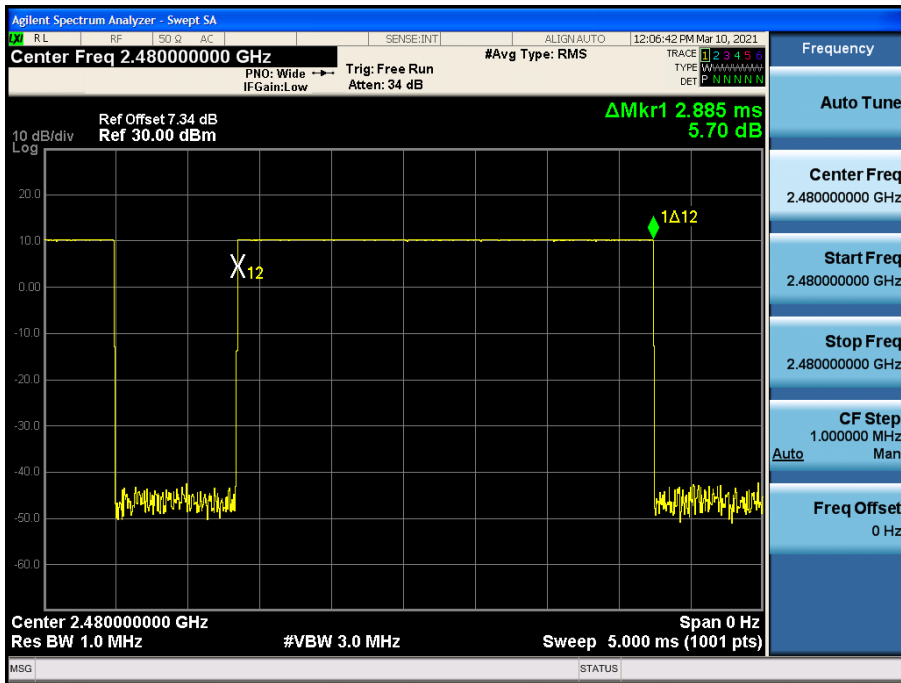 Agilent Spectrum Analyzer - Swept SA
LXI RL RF 50 Ω AC SENSE:INT ALIGN AUTO 12:06:42 PM Mar 10, 2021
Center Freq 2.480000000 GHz
PNO: Wide
IFGain:Low
Trig: Free Run
Atten: 34 dB
#Avg Type: RMS
TRACE 1 2 3 4 5 6
TYPE WWWWWW
DET P N N N N N
Ref Offset 7.34 dB
10 dB/div Ref 30.00 dBm
Log
ΔMkr1 2.885 ms
5.70 dB
20.0
10.0
0.00
-10.0
-20.0
-30.0
-40.0
-50.0
-60.0
1Δ12
X12
Center 2.480000000 GHz Span 0 Hz
Res BW 1.0 MHz #VBW 3.0 MHz Sweep 5.000 ms (1001 pts)
MSG STATUS
Frequency
Auto Tune
Center Freq
2.480000000 GHz
Start Freq
2.480000000 GHz
Stop Freq
2.480000000 GHz
CF Step
1.000000 MHz
Auto Man
Freq Offset
0 Hz